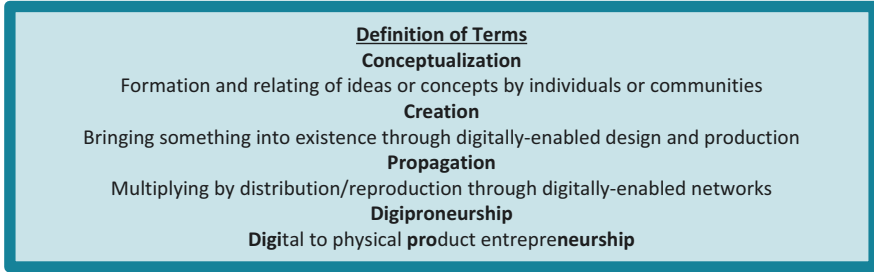 Definition of Terms
Conceptualization
Formation and relating of ideas or concepts by individuals or communities
Creation
Bringing something into existence through digitally-enabled design and production
Propagation
Multiplying by distribution/reproduction through digitally-enabled networks
Digiproneurship
Digital to physical product entrepreneurship